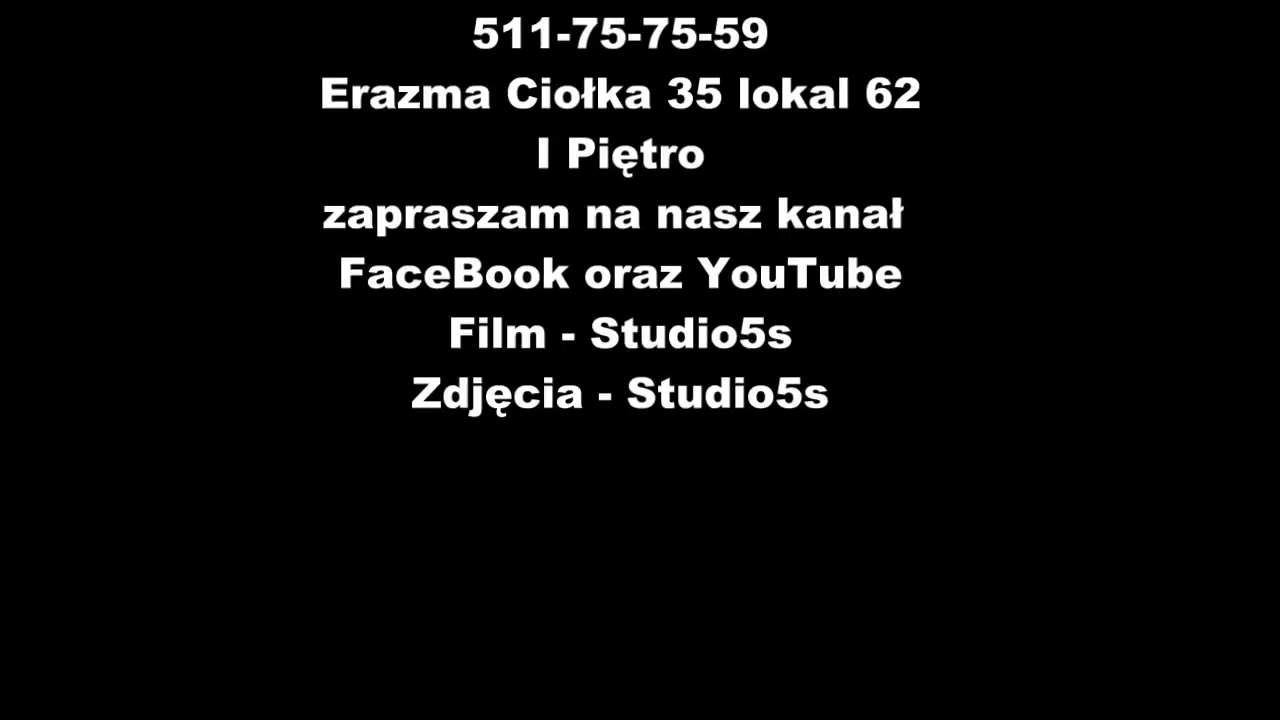 511-75-75-59
Erazma Ciołka 35 lokal 62
I Piętro
zapraszam na nasz kanał
FaceBook oraz YouTube
Film - Studio5s
Zdjęcia - Studio5s